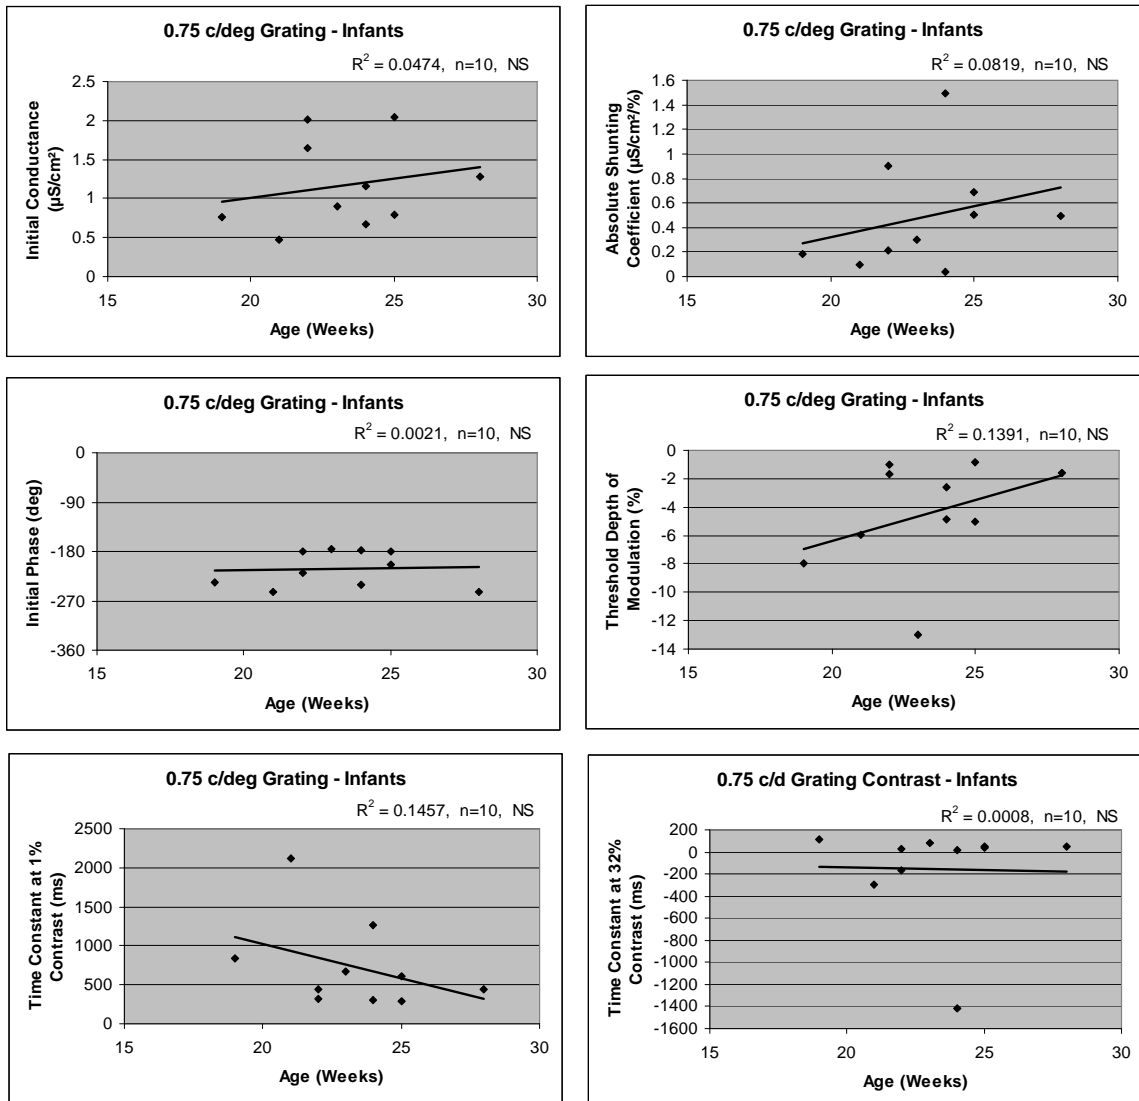 0.75 c/deg Grating - Infants
R² = 0.0474, n=10, NS
Initial Conductance
(µS/cm²)
2.5
2
1.5
1
0.5
0
15 20 25 30
Age (Weeks)
0.75 c/deg Grating - Infants
R² = 0.0819, n=10, NS
Absolute Shunting
Coefficient (µS/cm²/%)
1.6
1.4
1.2
1
0.8
0.6
0.4
0.2
0
15 20 25 30
Age (Weeks)
0.75 c/deg Grating - Infants
R² = 0.0021, n=10, NS
Initial Phase (deg)
0
-90
-180
-270
-360
15 20 25 30
Age (Weeks)
0.75 c/deg Grating - Infants
R² = 0.1391, n=10, NS
Threshold Depth of
Modulation (%)
0
-2
-4
-6
-8
-10
-12
-14
15 20 25 30
Age (Weeks)
0.75 c/deg Grating - Infants
R² = 0.1457, n=10, NS
Time Constant at 1%
Contrast (ms)
2500
2000
1500
1000
500
0
15 20 25 30
Age (Weeks)
0.75 c/d Grating Contrast - Infants
R² = 0.0008, n=10, NS
Time Constant at 32%
Contrast (ms)
200
0
-200
-400
-600
-800
-1000
-1200
-1400
-1600
15 20 25 30
Age (Weeks)